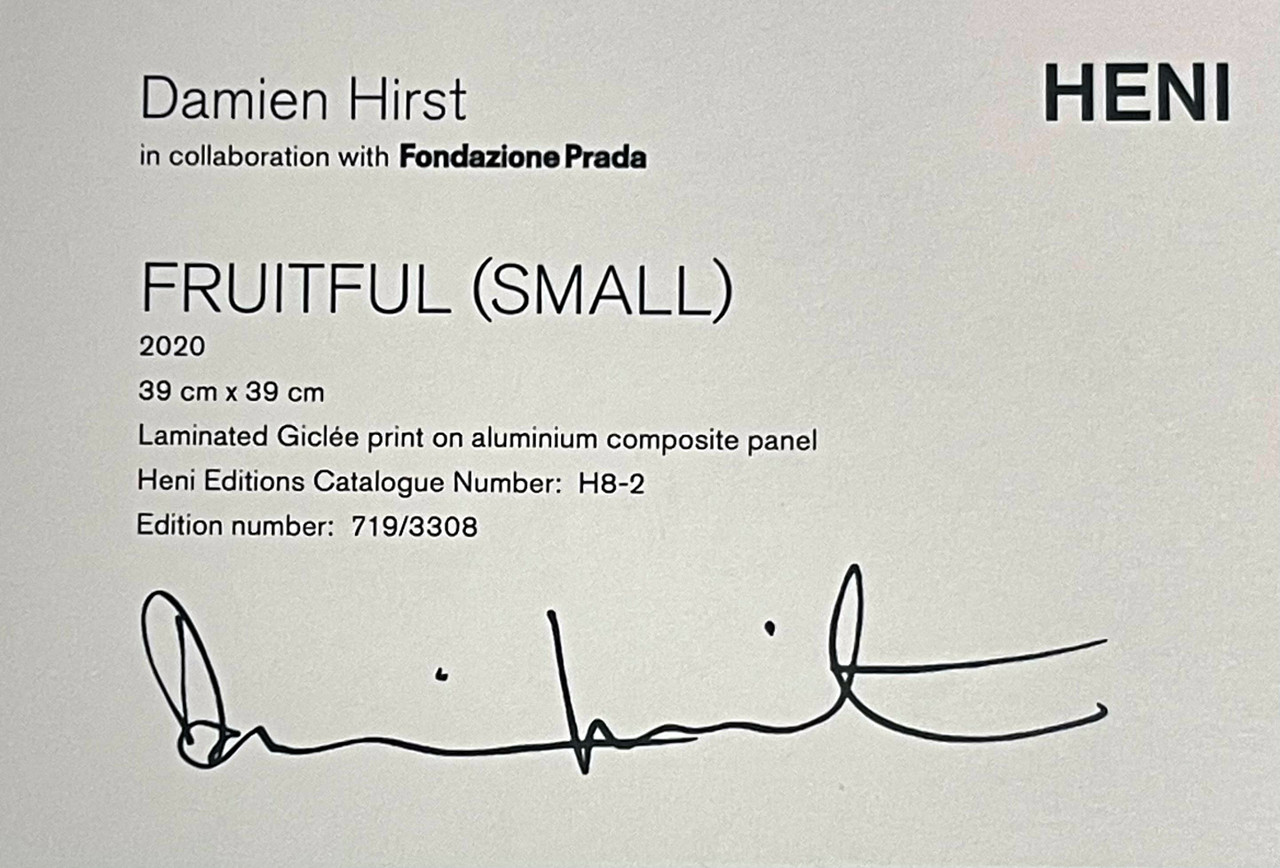 Damien Hirst
HENI
in collaboration with Fondazione Prada
FRUITFUL (SMALL)
2020
39 cm x 39 cm
Laminated Giclée print on aluminium composite panel
Heni Editions Catalogue Number: H8-2
Edition number: 719/3308